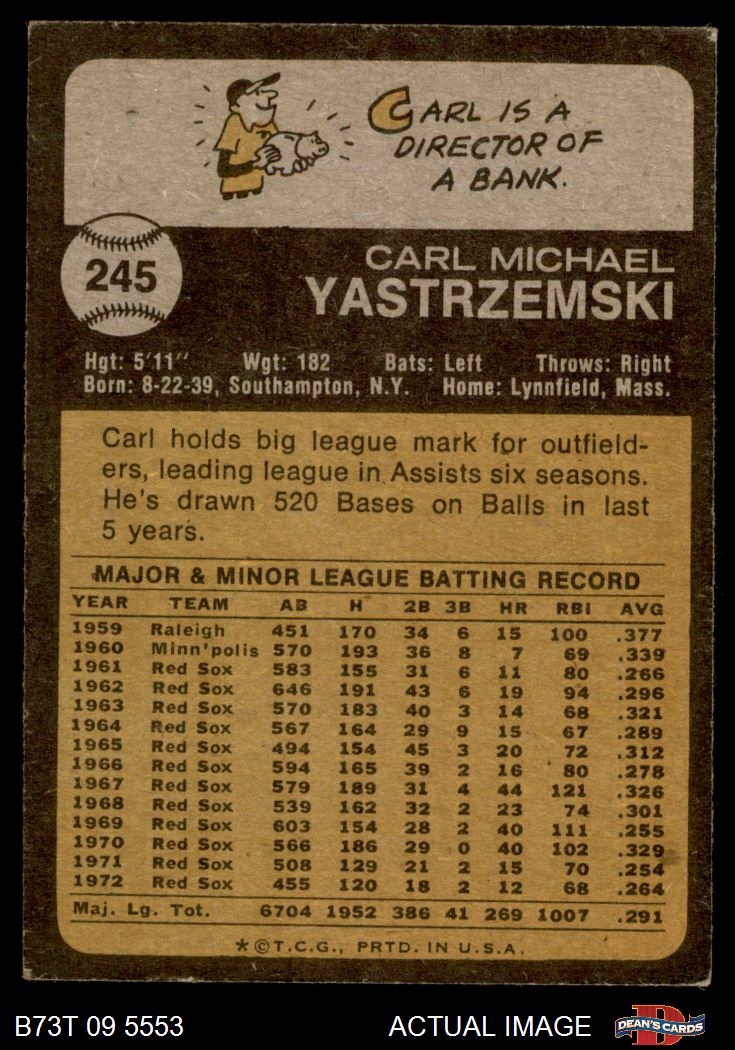 CARL IS A
DIRECTOR OF
A BANK.
245
CARL MICHAEL
YASTRZEMSKI
Hgt: 5'11" Wgt: 182 Bats: Left Throws: Right
Born: 8-22-39, Southampton, N.Y. Home: Lynnfield, Mass.
Carl holds big league mark for outfield-
ers, leading league in Assists six seasons.
He's drawn 520 Bases on Balls in last
5 years.
MAJOR & MINOR LEAGUE BATTING RECORD
YEAR TEAM AB H 2B 3B HR RBI AVG
1959 Raleigh 451 170 34 6 15 100 .377
1960 Minn'polis 570 193 36 8 7 69 .339
1961 Red Sox 583 155 31 6 11 80 .266
1962 Red Sox 646 191 43 6 19 94 .296
1963 Red Sox 570 183 40 3 14 68 .321
1964 Red Sox 567 164 29 9 15 67 .289
1965 Red Sox 494 154 45 3 20 72 .312
1966 Red Sox 594 165 39 2 16 80 .278
1967 Red Sox 579 189 31 4 44 121 .326
1968 Red Sox 539 162 32 2 23 74 .301
1969 Red Sox 603 154 28 2 40 111 .255
1970 Red Sox 566 186 29 0 40 102 .329
1971 Red Sox 508 129 21 2 15 70 .254
1972 Red Sox 455 120 18 2 12 68 .264
Maj. Lg. Tot. 6704 1952 386 41 269 1007 .291
*©T.C.G., PRTD. IN U.S.A.
B73T 09 5553 ACTUAL IMAGE
D
DEAN'S CARDS